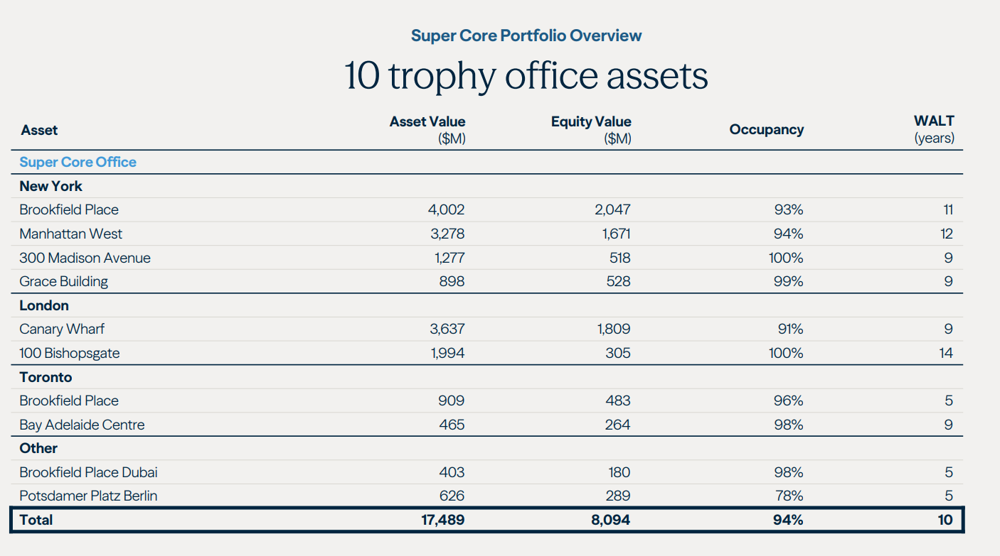 Super Core Portfolio Overview
10 trophy office assets
Asset Asset Value ($M) Equity Value ($M) Occupancy WALT (years)
Super Core Office
New York
Brookfield Place 4,002 2,047 93% 11
Manhattan West 3,278 1,671 94% 12
300 Madison Avenue 1,277 518 100% 9
Grace Building 898 528 99% 9
London
Canary Wharf 3,637 1,809 91% 9
100 Bishopsgate 1,994 305 100% 14
Toronto
Brookfield Place 909 483 96% 5
Bay Adelaide Centre 465 264 98% 9
Other
Brookfield Place Dubai 403 180 98% 5
Potsdamer Platz Berlin 626 289 78% 5
Total 17,489 8,094 94% 10